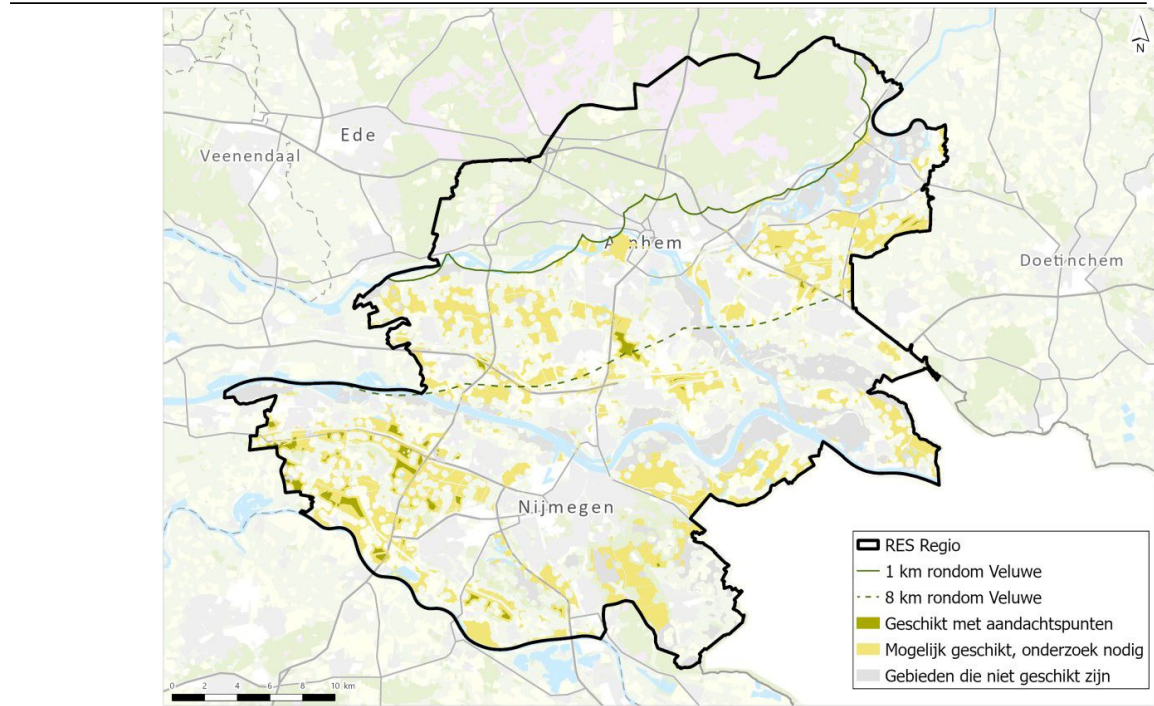 N
Ede
Veenendaal
Arnhem
Doetinchem
Nijmegen
RES Regio
1 km rondom Veluwe
8 km rondom Veluwe
Geschikt met aandachtspunten
Mogelijk geschikt, onderzoek nodig
Gebieden die niet geschikt zijn
0 2 4 6 8 10 km